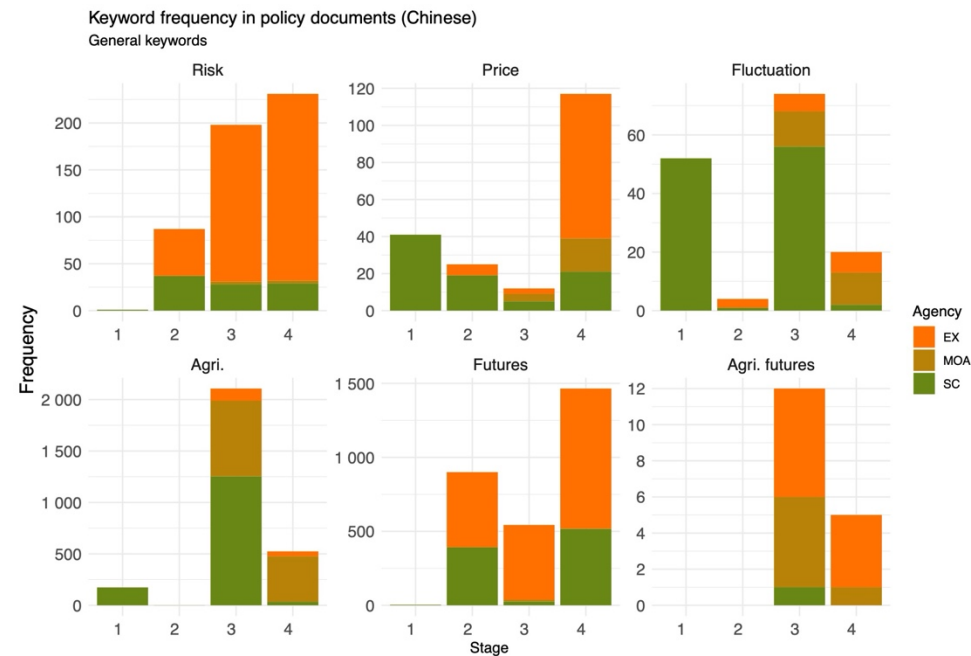 Keyword frequency in policy documents (Chinese)
General keywords
Risk
Price
Fluctuation
200
150
100
50
0
1 2 3 4
120
100
80
60
40
20
0
1 2 3 4
60
40
20
0
1 2 3 4
Frequency
Agri.
Futures
Agri. futures
2 000
1 500
1 000
500
0
1 2 3 4
1 500
1 000
500
0
1 2 3 4
12
10
8
6
4
2
0
1 2 3 4
Stage
Agency
EX
MOA
SC